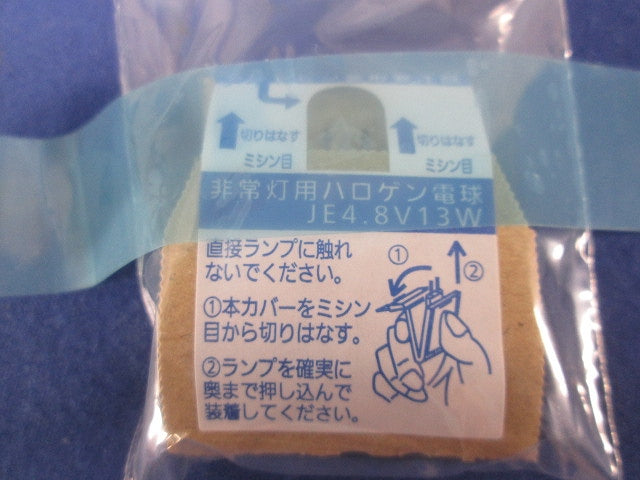 切りはなす
切りはなす
ミシン目
ミシン目
非常灯用ハロゲン電球
JE4.8V13W
直接ランプに触れ
ないでください。
①
②
①本カバーをミシン
目から切りはなす。
②ランプを確実に
奥まで押し込んで
装着してください。